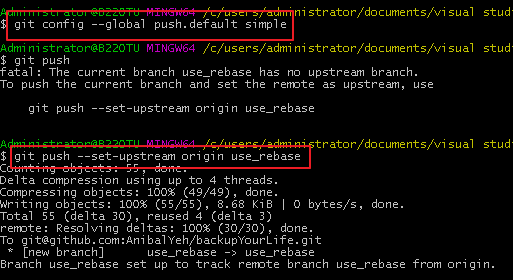 Administrator@B22OTU MINGW64 /c/users/administrator/documents/visual stud
$ git config --global push.default simple
Administrator@B22OTU MINGW64 /c/users/administrator/documents/visual stud
$ git push
fatal: The current branch use_rebase has no upstream branch.
To push the current branch and set the remote as upstream, use
git push --set-upstream origin use_rebase
Administrator@B22OTU MINGW64 /c/users/administrator/documents/visual stud
$ git push --set-upstream origin use_rebase
Counting objects: 55, done.
Delta compression using up to 4 threads.
Compressing objects: 100% (49/49), done.
Writing objects: 100% (55/55), 8.68 KiB | 0 bytes/s, done.
Total 55 (delta 30), reused 4 (delta 3)
remote: Resolving deltas: 100% (30/30), done.
To git@github.com:AnibalYeh/backupYourLife.git
* [new branch] use_rebase -> use_rebase
Branch use_rebase set up to track remote branch use_rebase from origin.